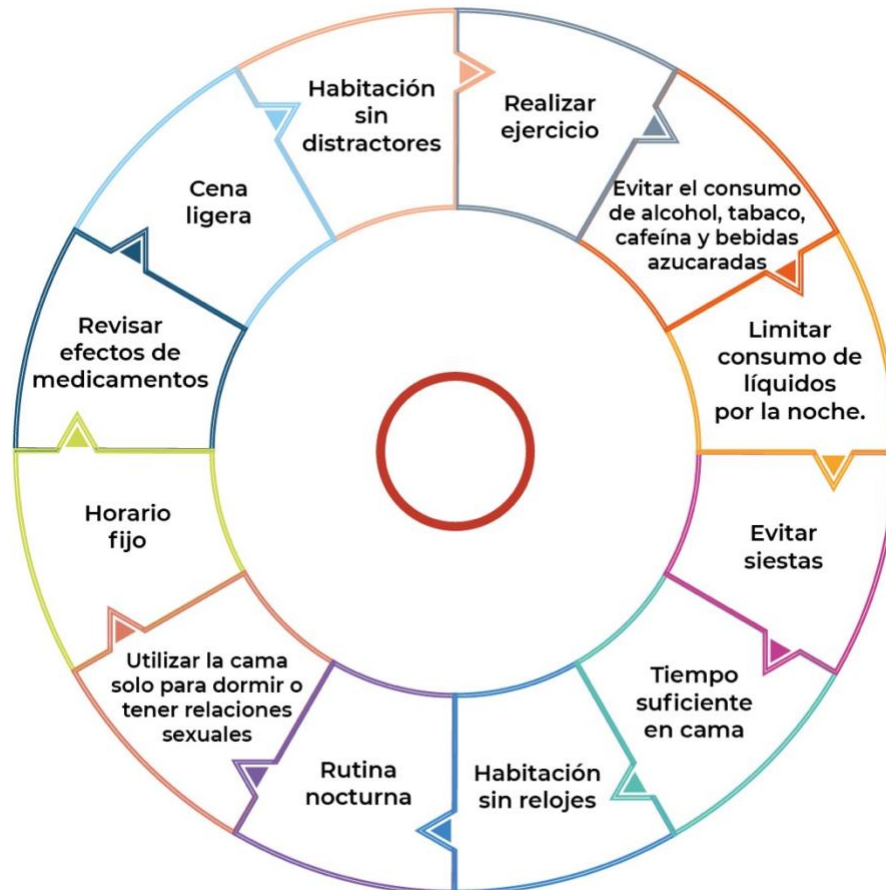 Habitación
sin
distractores
Realizar
ejercicio
Evitar el consumo
de alcohol, tabaco,
cafeína y bebidas
azucaradas
Limitar
consumo de
líquidos
por la noche.
Evitar
siestas
Tiempo
suficiente
en cama
Habitación
sin relojes
Rutina
nocturna
Utilizar la cama
solo para dormir o
tener relaciones
sexuales
Horario
fijo
Revisar
efectos de
medicamentos
Cena
ligera